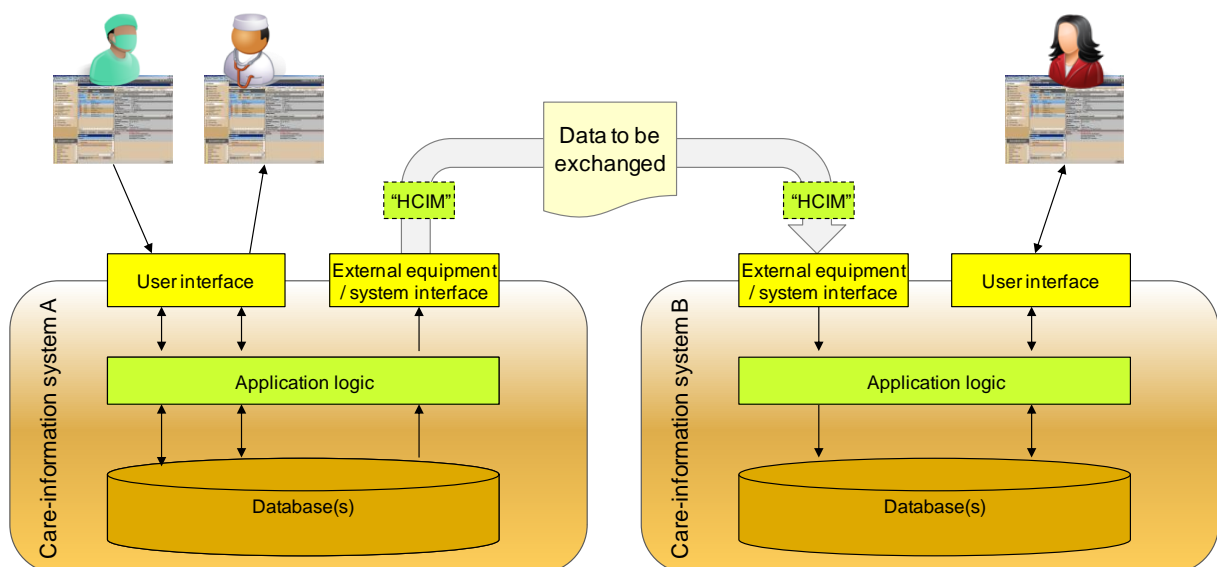 Data to be
exchanged
“HCIM”
“HCIM”
User interface
External equipment
/ system interface
External equipment
/ system interface
User interface
Care-information system A
Application logic
Database(s)
Care-information system B
Application logic
Database(s)